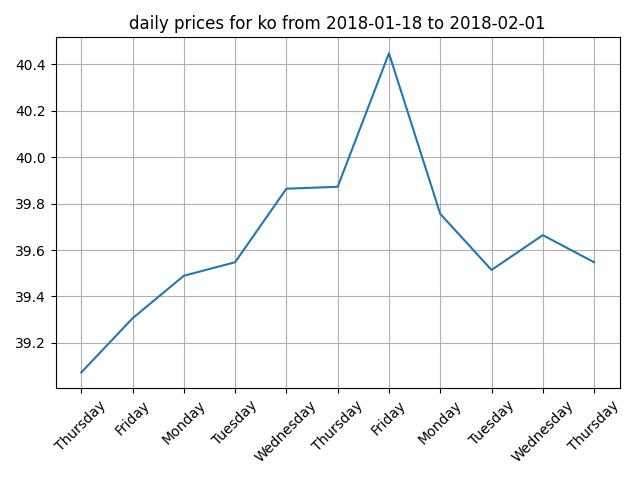 daily prices for ko from 2018-01-18 to 2018-02-01
40.4
40.2
40.0
39.8
39.6
39.4
39.2
Thursday
Friday
Monday
Tuesday
Wednesday
Thursday
Friday
Monday
Tuesday
Wednesday
Thursday